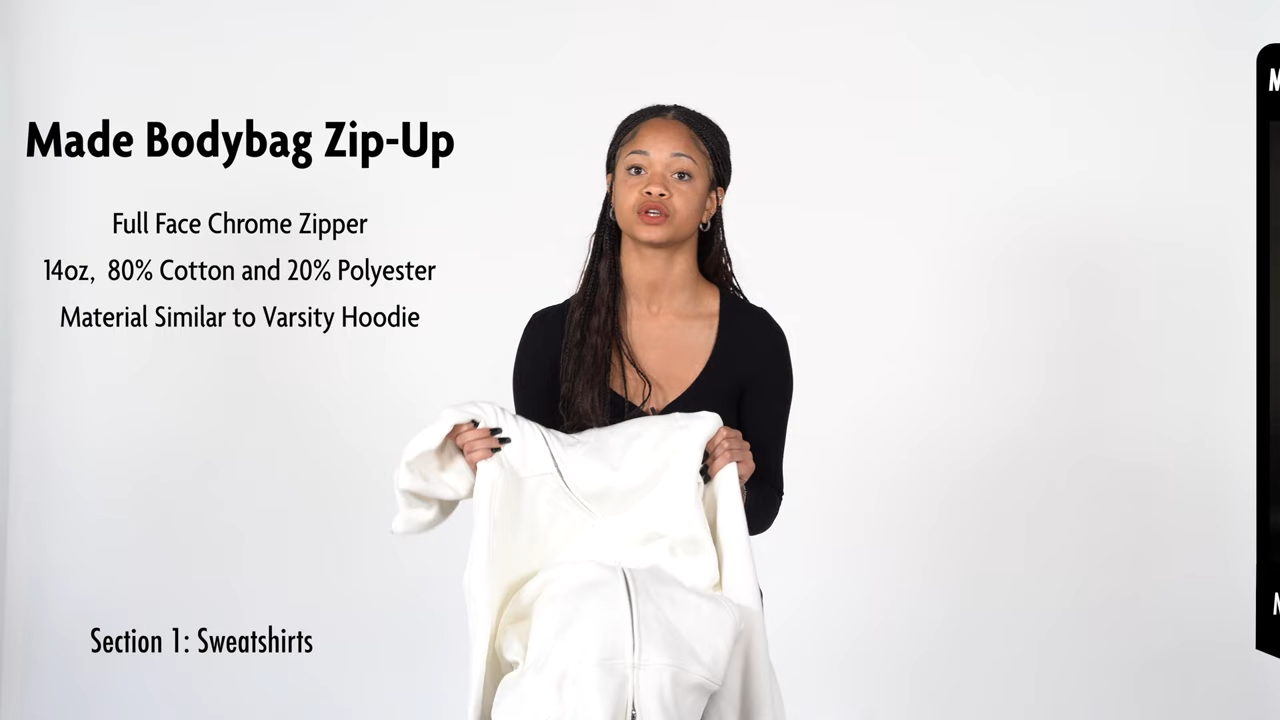 Made Bodybag Zip-Up
Full Face Chrome Zipper
14oz, 80% Cotton and 20% Polyester
Material Similar to Varsity Hoodie
Section 1: Sweatshirts